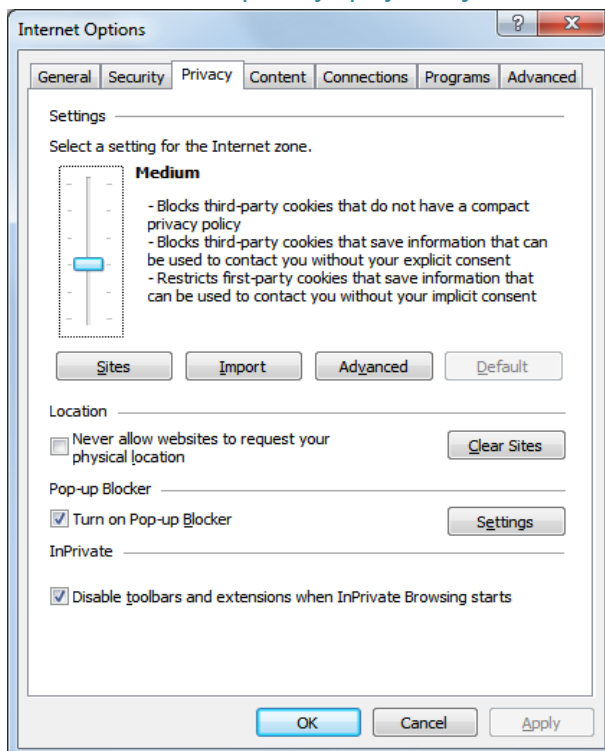 Internet Options
General Security Privacy Content Connections Programs Advanced
Settings
Select a setting for the Internet zone.
Medium
- Blocks third-party cookies that do not have a compact
privacy policy
- Blocks third-party cookies that save information that can
be used to contact you without your explicit consent
- Restricts first-party cookies that save information that
can be used to contact you without your implicit consent
Sites Import Advanced Default
Location
Never allow websites to request your
physical location
Clear Sites
Pop-up Blocker
Turn on Pop-up Blocker
Settings
InPrivate
Disable toolbars and extensions when InPrivate Browsing starts
OK Cancel Apply